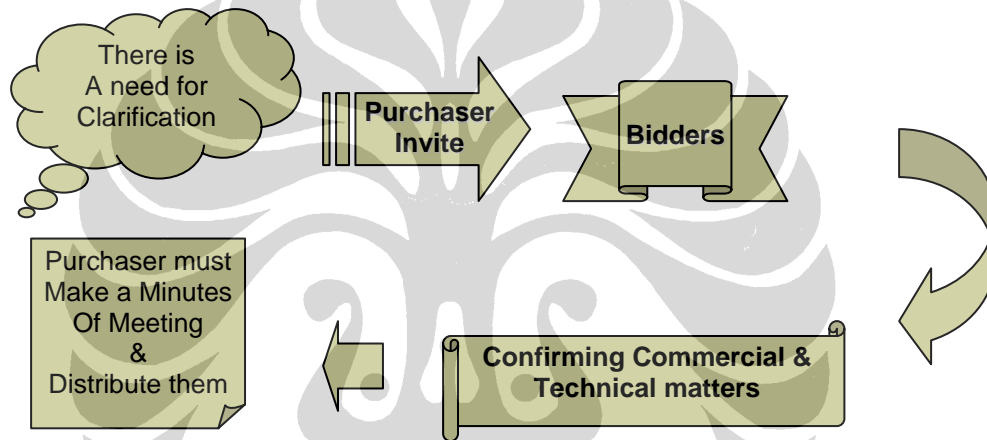 There is
A need for
Clarification
Purchaser
Invite
Bidders
Confirming Commercial &
Technical matters
Purchaser must
Make a Minutes
Of Meeting
&
Distribute them